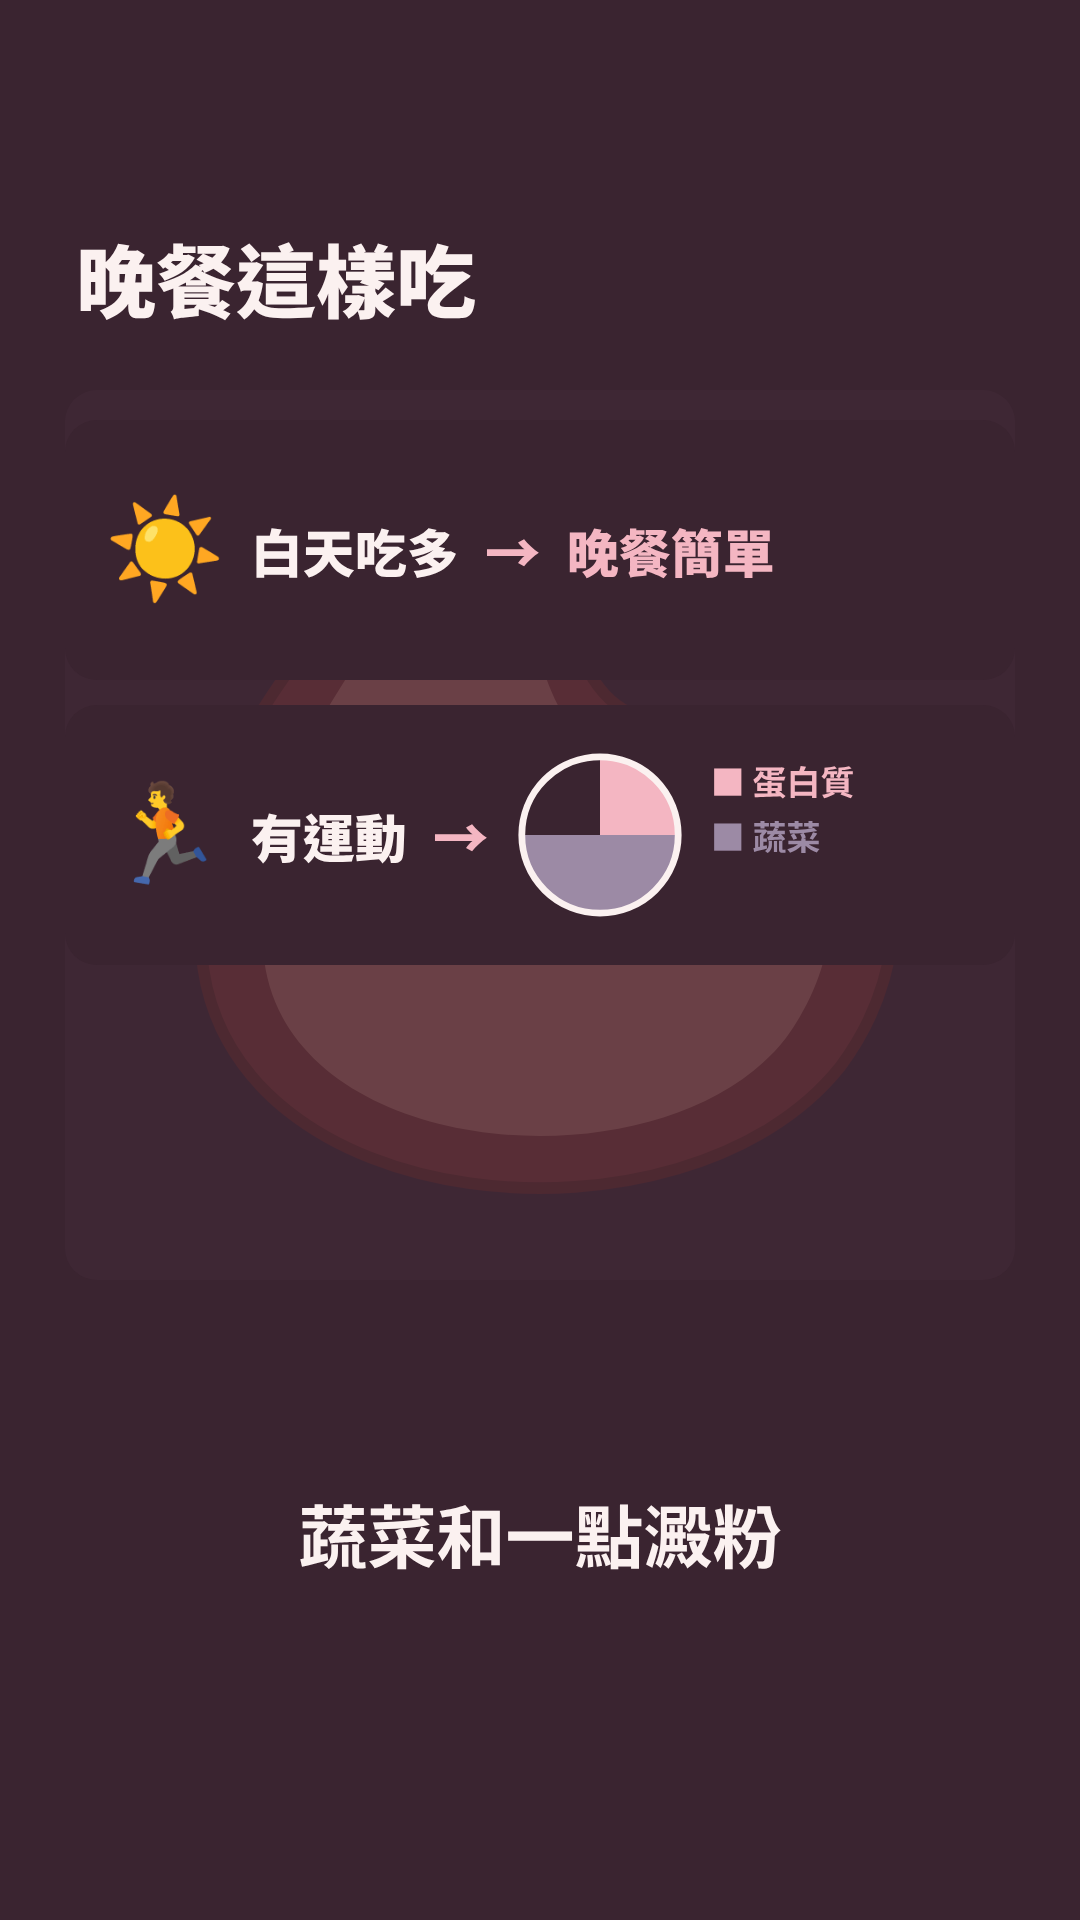 晚餐這樣吃
白天吃多 → 晚餐簡單
有運動 →
蛋白質
蔬菜
蔬菜和一點澱粉